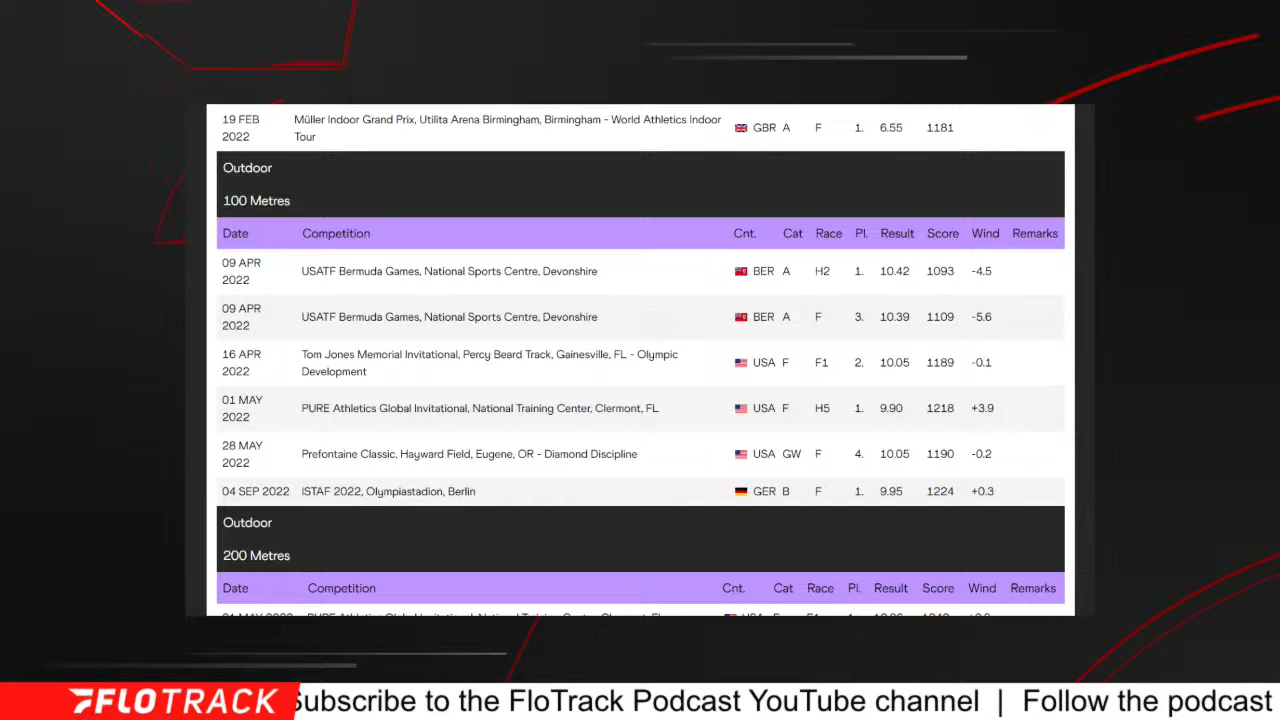 19 FEB 2022 Müller Indoor Grand Prix, Utilita Arena Birmingham, Birmingham - World Athletics Indoor Tour GBR A F 1. 6.55 1181
Outdoor
100 Metres
Date Competition Cnt. Cat Race Pl. Result Score Wind Remarks
09 APR 2022 USATF Bermuda Games, National Sports Centre, Devonshire BER A H2 1. 10.42 1093 -4.5
09 APR 2022 USATF Bermuda Games, National Sports Centre, Devonshire BER A F 3. 10.39 1109 -5.6
16 APR 2022 Tom Jones Memorial Invitational, Percy Beard Track, Gainesville, FL - Olympic Development USA F F1 2. 10.05 1189 -0.1
01 MAY 2022 PURE Athletics Global Invitational, National Training Center, Clermont, FL USA F H5 1. 9.90 1218 +3.9
28 MAY 2022 Prefontaine Classic, Hayward Field, Eugene, OR - Diamond Discipline USA GW F 4. 10.05 1190 -0.2
04 SEP 2022 ISTAF 2022, Olympiastadion, Berlin GER B F 1. 9.95 1224 +0.3
Outdoor
200 Metres
Date Competition Cnt. Cat Race Pl. Result Score Wind Remarks
FLOTRACK Subscribe to the FloTrack Podcast YouTube channel | Follow the podcast